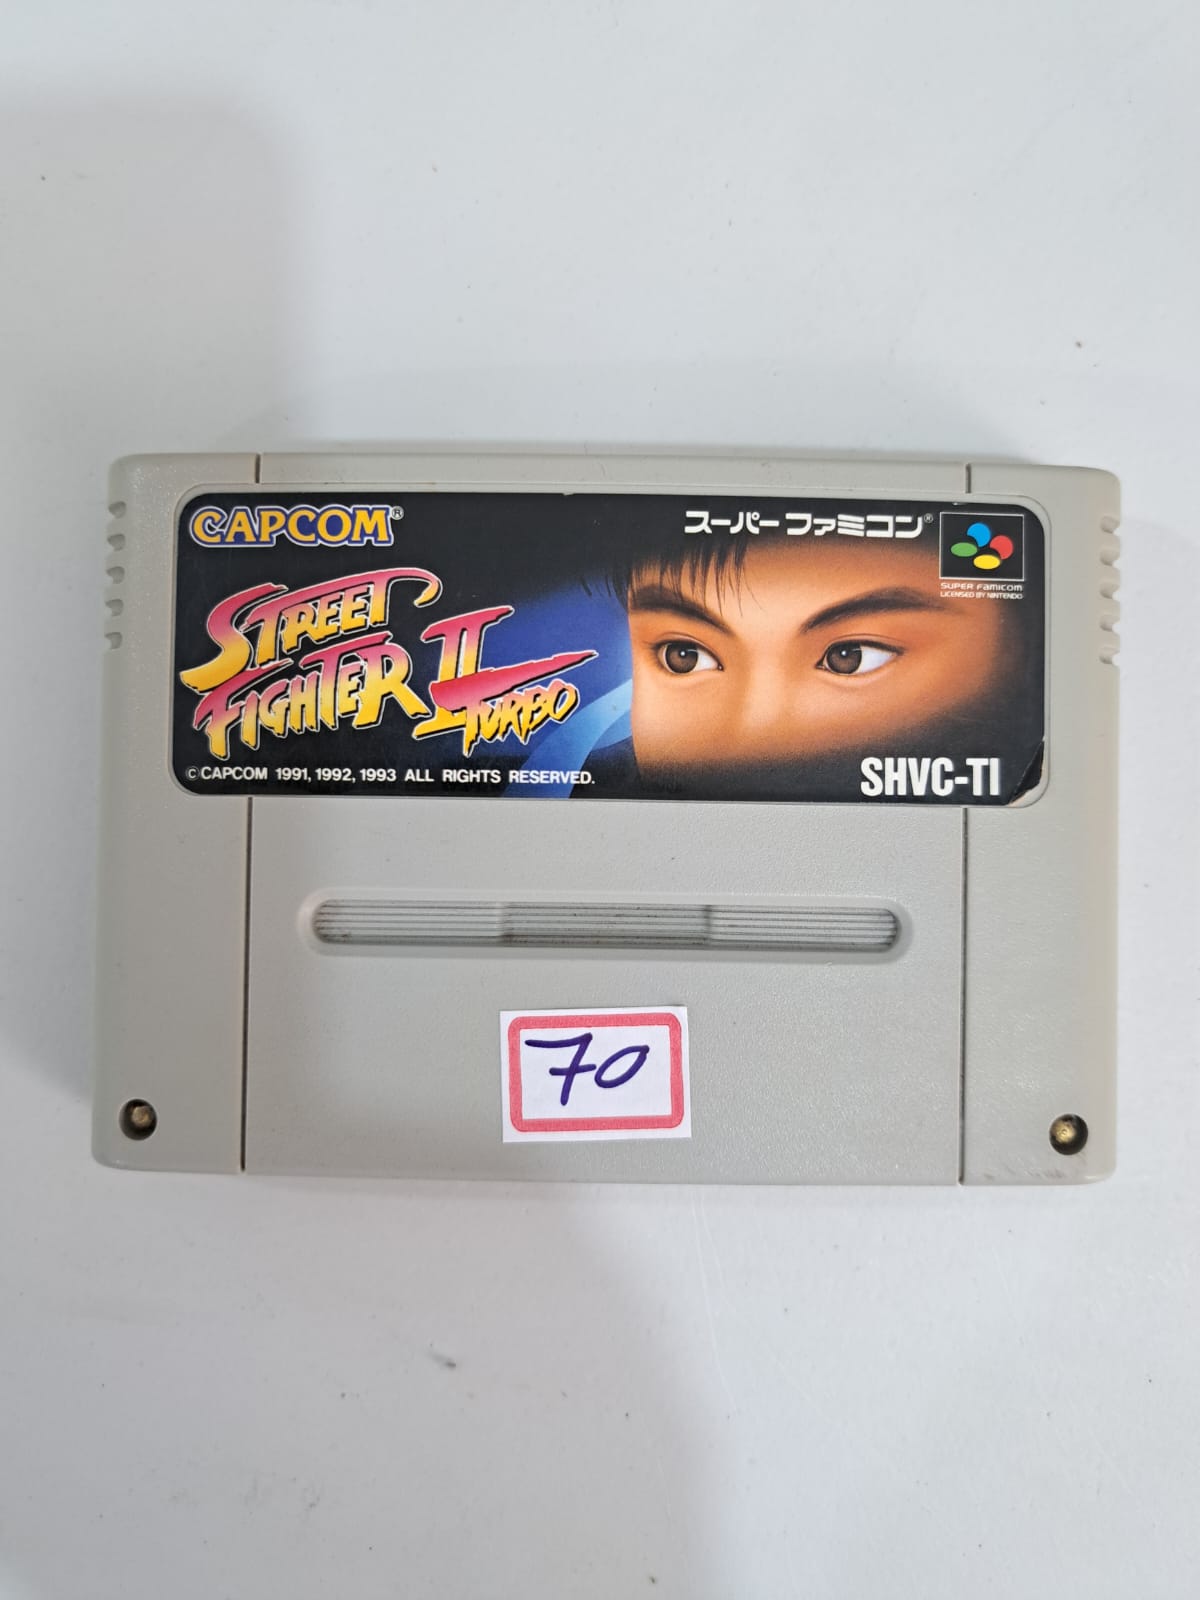 CAPCOM®
スーパーファミコン®
STREET
FIGHTER II
TURBO
SUPER FAMICOM
LICENSED BY NINTENDO
©CAPCOM 1991, 1992, 1993 ALL RIGHTS RESERVED.
SHVC-TI
70